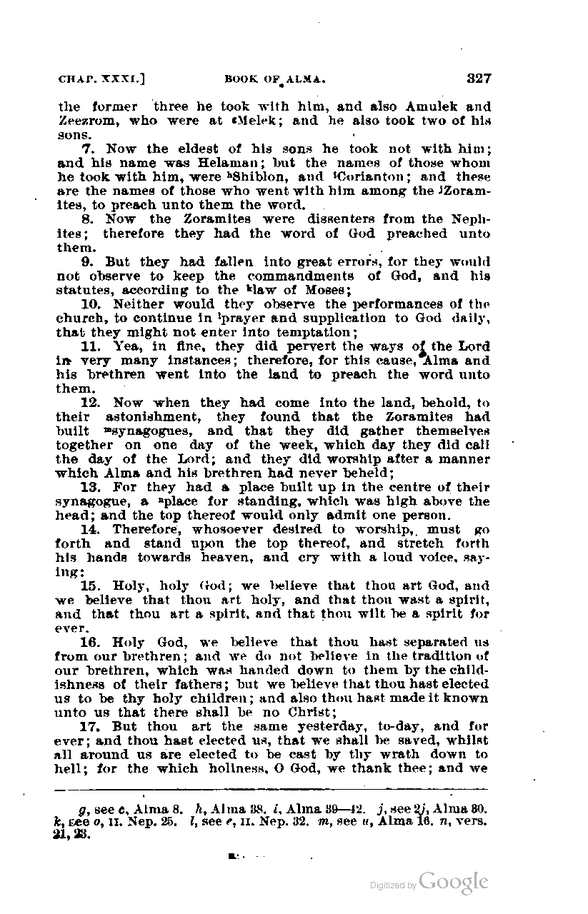 CHAP. XXXI.] BOOK OF ALMA. 327
the former three he took with him, and also Amulek and
Zeezrom, who were at gMelek; and he also took two of his
sons.
7. Now the eldest of his sons he took not with him;
and his name was Helaman; but the names of those whom
he took with him, were hShiblon, and iCorianton; and these
are the names of those who went with him among the jZoram-
ites, to preach unto them the word.
8. Now the Zoramites were dissenters from the Neph-
ites; therefore they had the word of God preached unto
them.
9. But they had fallen into great errors, for they would
not observe to keep the commandments of God, and his
statutes, according to the klaw of Moses;
10. Neither would they observe the performances of the
church, to continue in lprayer and supplication to God daily,
that they might not enter into temptation;
11. Yea, in fine, they did pervert the ways of the Lord
in very many instances; therefore, for this cause, Alma and
his brethren went into the land to preach the word unto
them.
12. Now when they had come into the land, behold, to
their astonishment, they found that the Zoramites had
built msynagogues, and that they did gather themselves
together on one day of the week, which day they did call
the day of the Lord; and they did worship after a manner
which Alma and his brethren had never beheld;
13. For they had a place built up in the centre of their
synagogue, a nplace for standing, which was high above the
head; and the top thereof would only admit one person.
14. Therefore, whosoever desired to worship, must go
forth and stand upon the top thereof, and stretch forth
his hands towards heaven, and cry with a loud voice, say-
ing:
15. Holy, holy God; we believe that thou art God, and
we believe that thou art holy, and that thou wast a spirit,
and that thou art a spirit, and that thou wilt be a spirit for
ever.
16. Holy God, we believe that thou hast separated us
from our brethren; and we do not believe in the tradition of
our brethren, which was handed down to them by the child-
ishness of their fathers; but we believe that thou hast elected
us to be thy holy children; and also thou hast made it known
unto us that there shall be no Christ;
17. But thou art the same yesterday, to-day, and for
ever; and thou hast elected us, that we shall be saved, whilst
all around us are elected to be cast by thy wrath down to
hell; for the which holiness, O God, we thank thee; and we
g, see c, Alma 8. h, Alma 38. i, Alma 39—42. j, see 2j, Alma 30.
k, see o, II. Nep. 25. l, see e, II. Nep. 32. m, see u, Alma 16. n, vers.
21, 23.
Digitized by Google